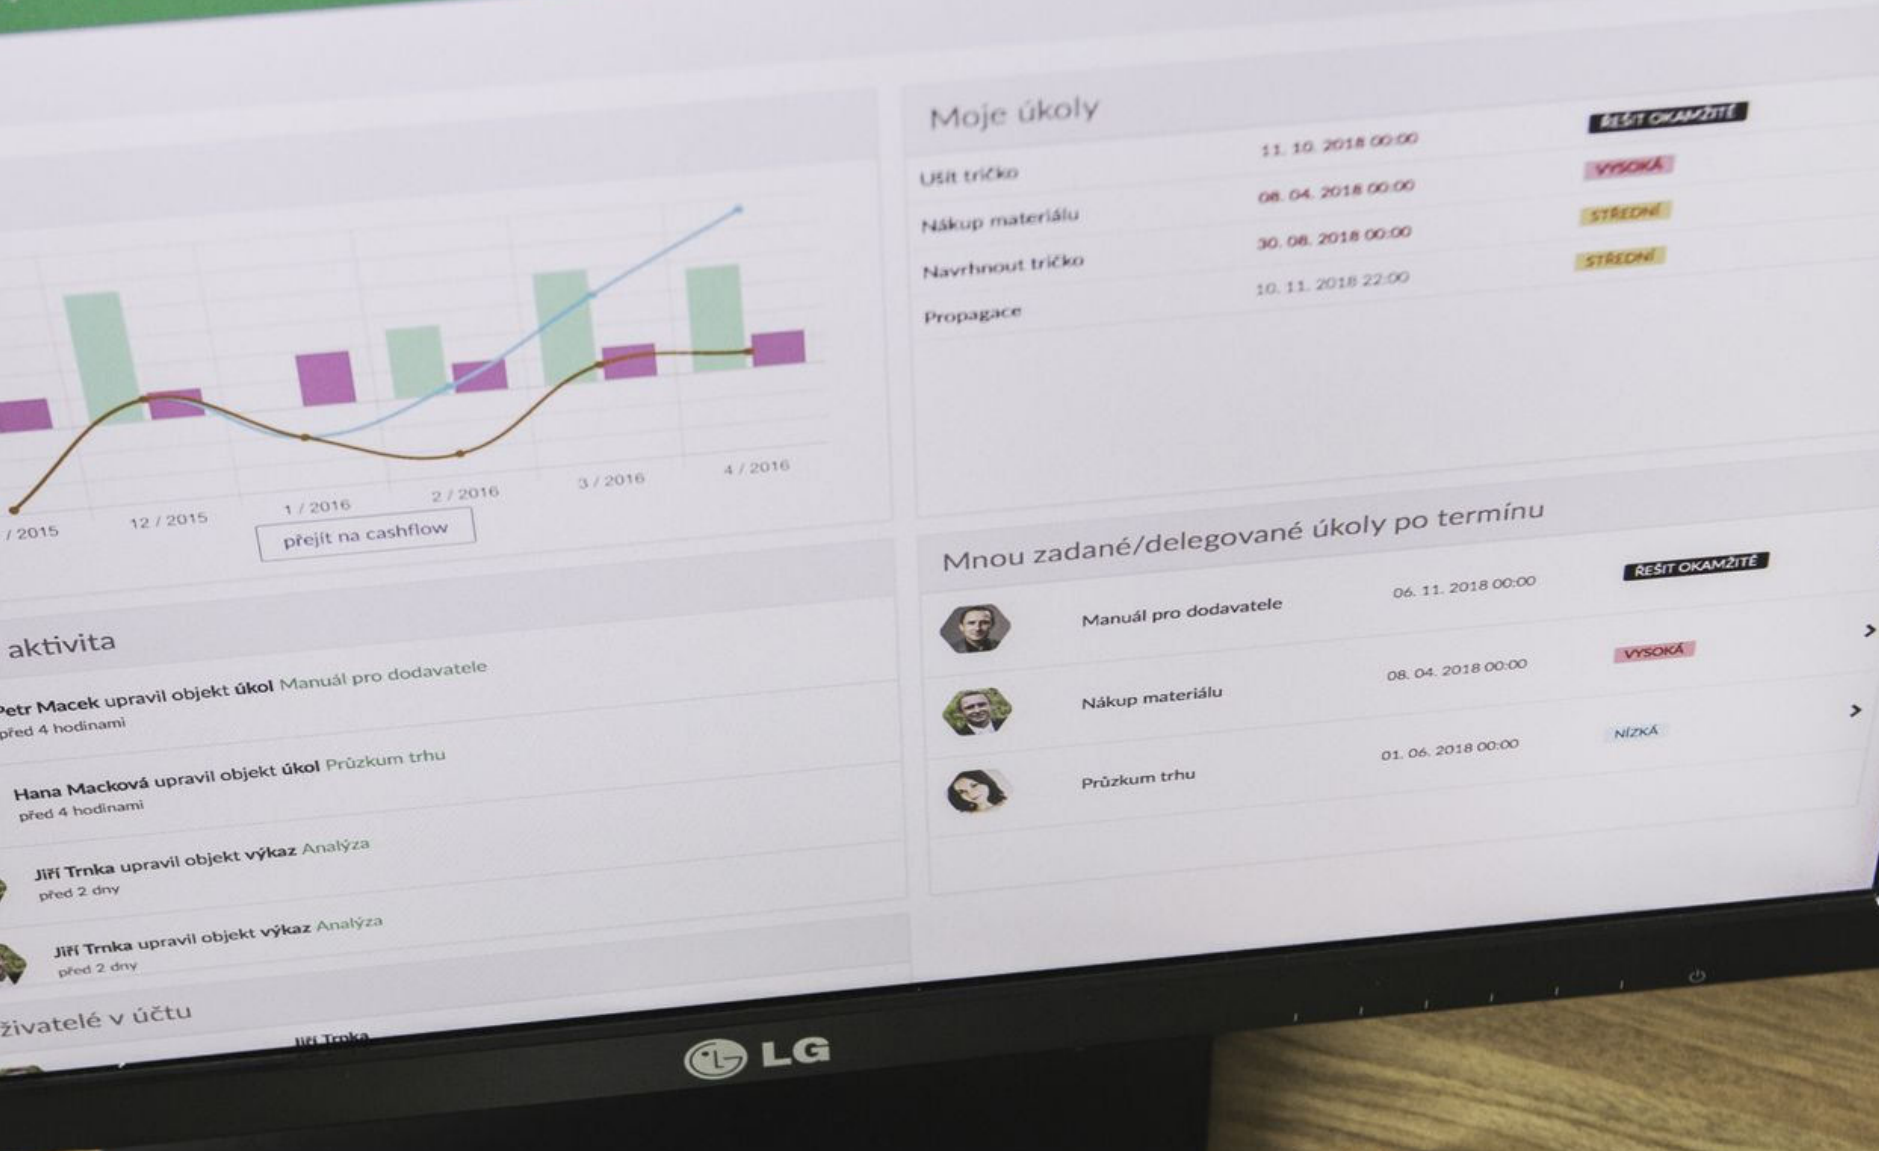 / 2015
12 / 2015
1 / 2016
2 / 2016
3 / 2016
4 / 2016
přejít na cashflow
aktivita
Petr Macek upravil objekt úkol Manuál pro dodavatele
před 4 hodinami
Hana Macková upravil objekt úkol Průzkum trhu
před 4 hodinami
Jiří Trnka upravil objekt výkaz Analýza
před 2 dny
Jiří Trnka upravil objekt výkaz Analýza
před 2 dny
živatelé v účtu
Jiří Trnka
Moje úkoly
Ušít tričko 11. 10. 2018 00:00 ŘEŠIT OKAMŽITĚ
Nákup materiálu 08. 04. 2018 00:00 VYSOKÁ
Navrhnout tričko 30. 08. 2018 00:00 STŘEDNÍ
Propagace 10. 11. 2018 22:00 STŘEDNÍ
Mnou zadané/delegované úkoly po termínu
Manuál pro dodavatele 06. 11. 2018 00:00 ŘEŠIT OKAMŽITĚ
Nákup materiálu 08. 04. 2018 00:00 VYSOKÁ
Průzkum trhu 01. 06. 2018 00:00 NÍZKÁ
LG